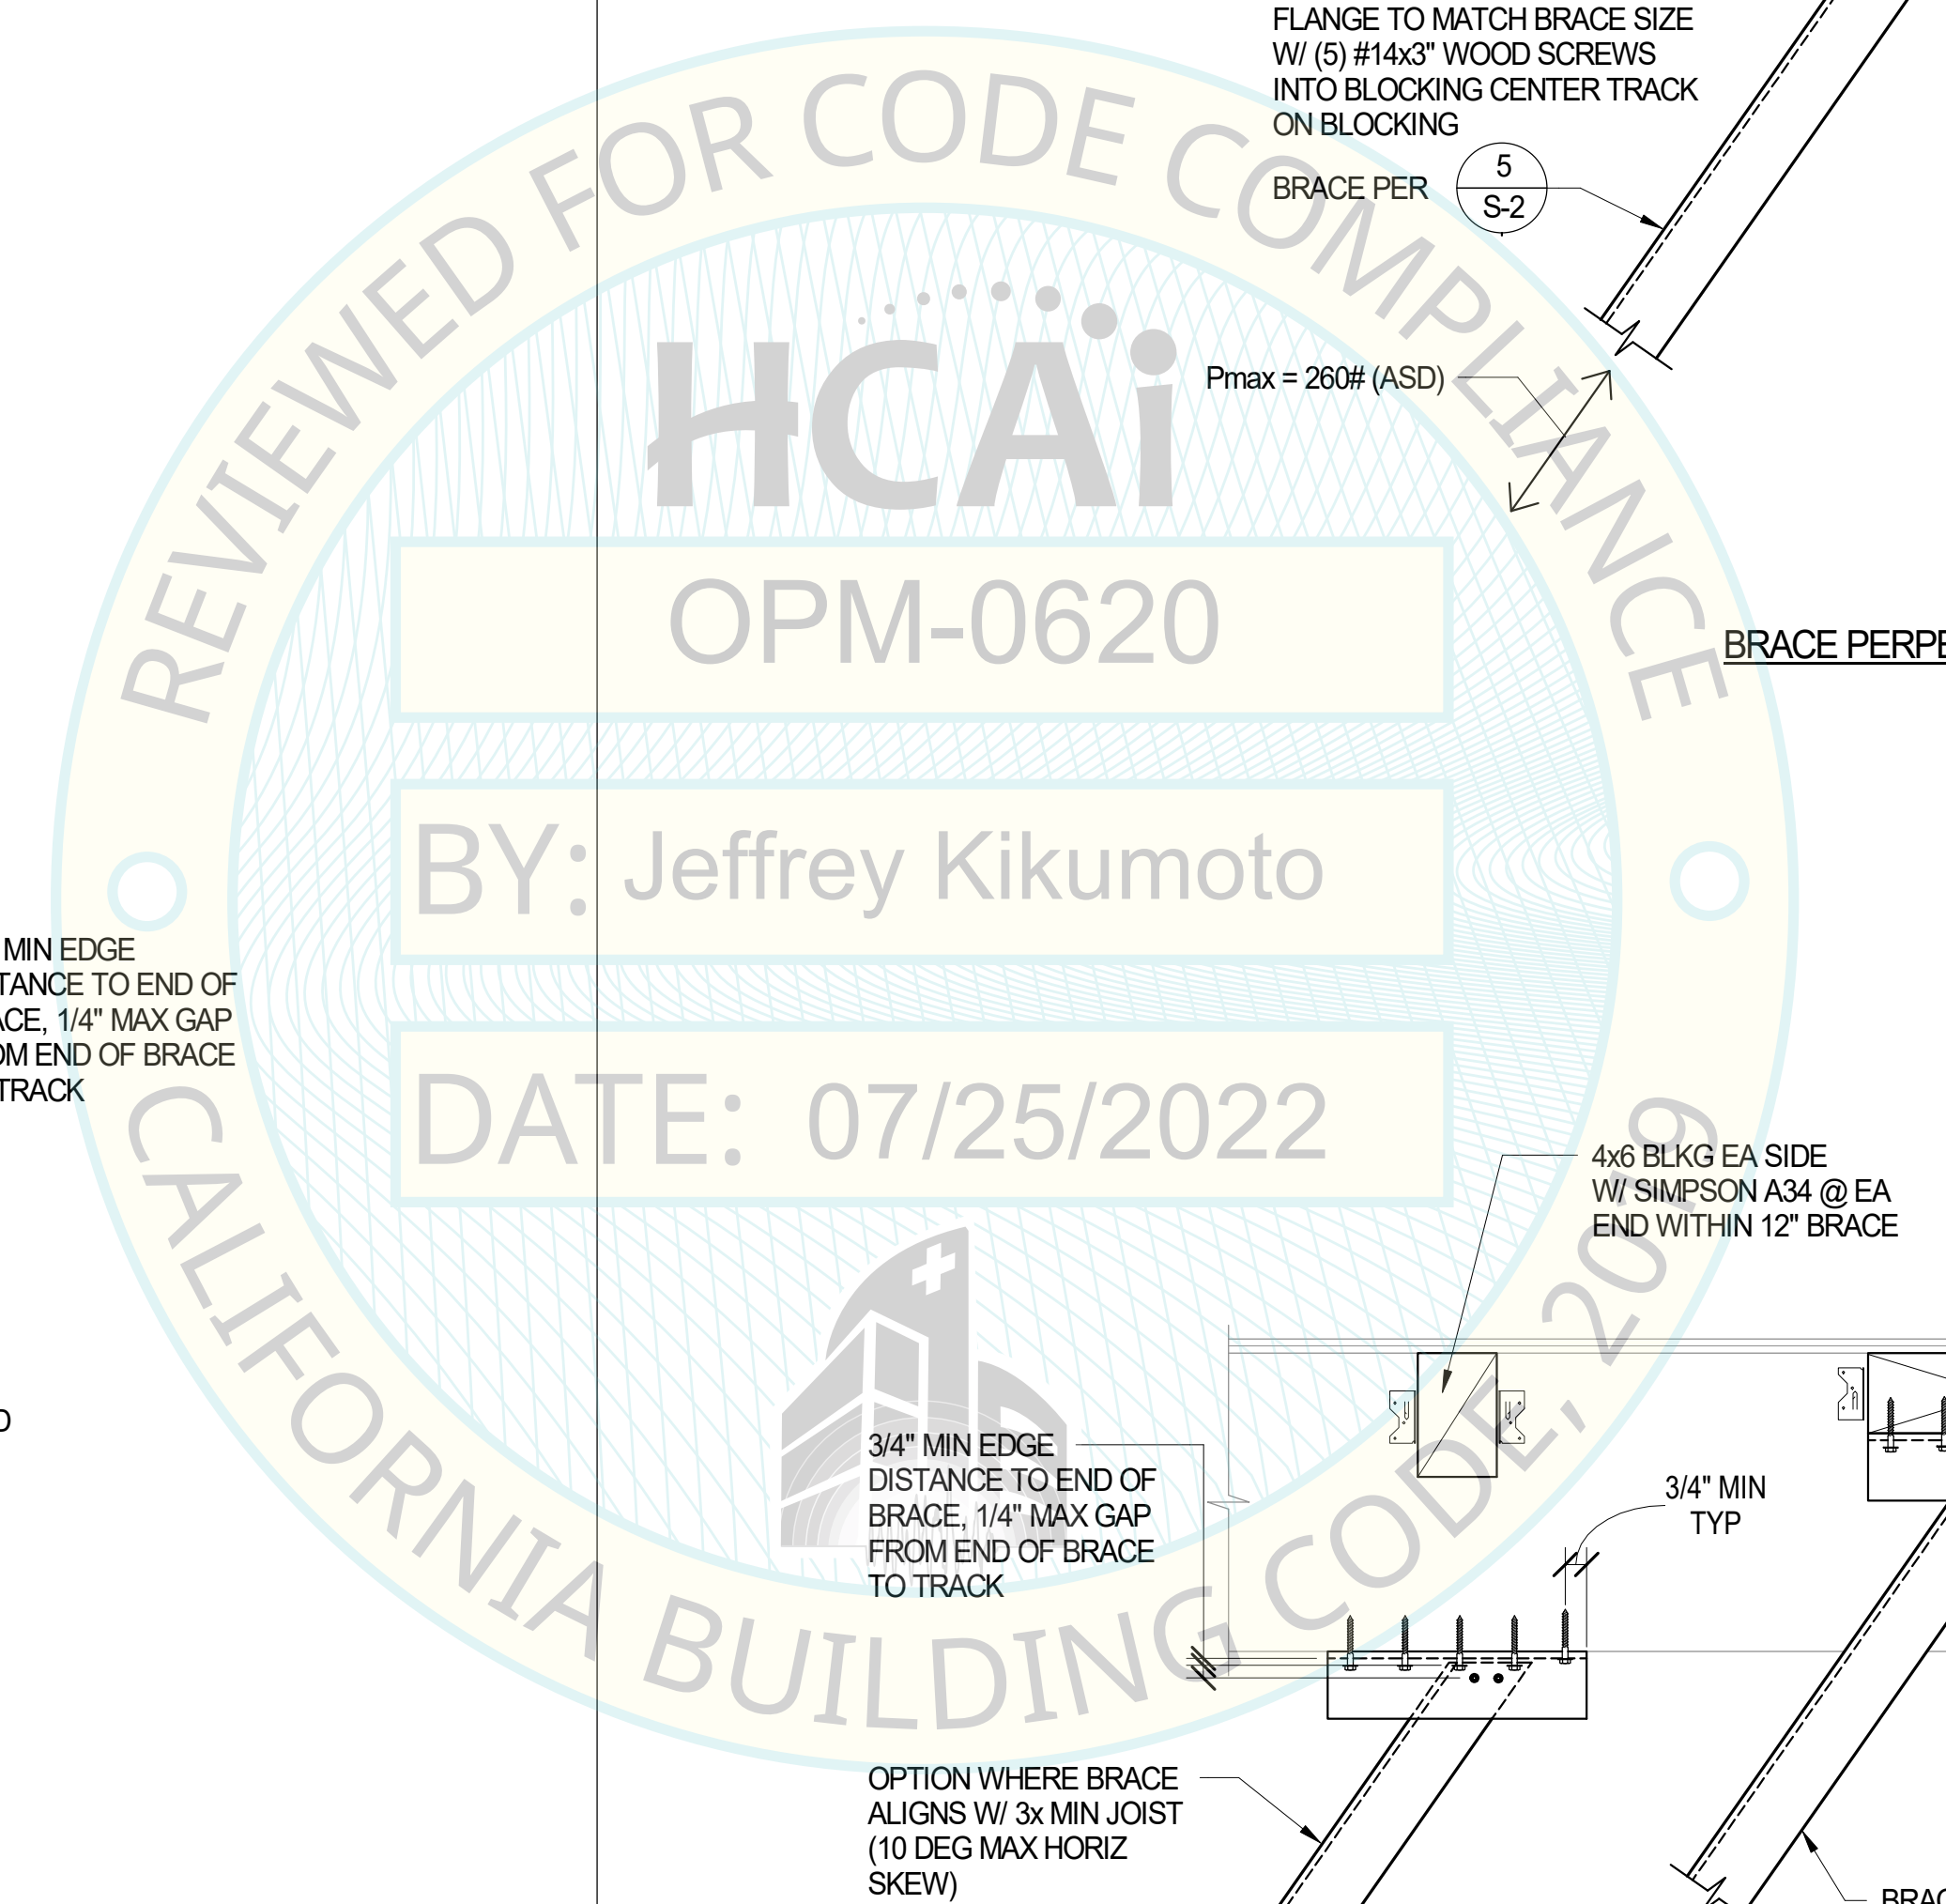 FLANGE TO MATCH BRACE SIZE
W/ (5) #14x3" WOOD SCREWS
INTO BLOCKING CENTER TRACK
ON BLOCKING
BRACE PER
5
S-2
Pmax = 260# (ASD)
REVIEWED FOR CODE COMPLIANCE
HCAi
OPM-0620
BY: Jeffrey Kikumoto
DATE: 07/25/2022
CALIFORNIA BUILDING CODE, 2019
BRACE PERPE
MIN EDGE
TANCE TO END OF
ACE, 1/4" MAX GAP
OM END OF BRACE
TRACK
4x6 BLKG EA SIDE
W/ SIMPSON A34 @ EA
END WITHIN 12" BRACE
3/4" MIN EDGE
DISTANCE TO END OF
BRACE, 1/4" MAX GAP
FROM END OF BRACE
TO TRACK
3/4" MIN
TYP
OPTION WHERE BRACE
ALIGNS W/ 3x MIN JOIST
(10 DEG MAX HORIZ
SKEW)
BRAC